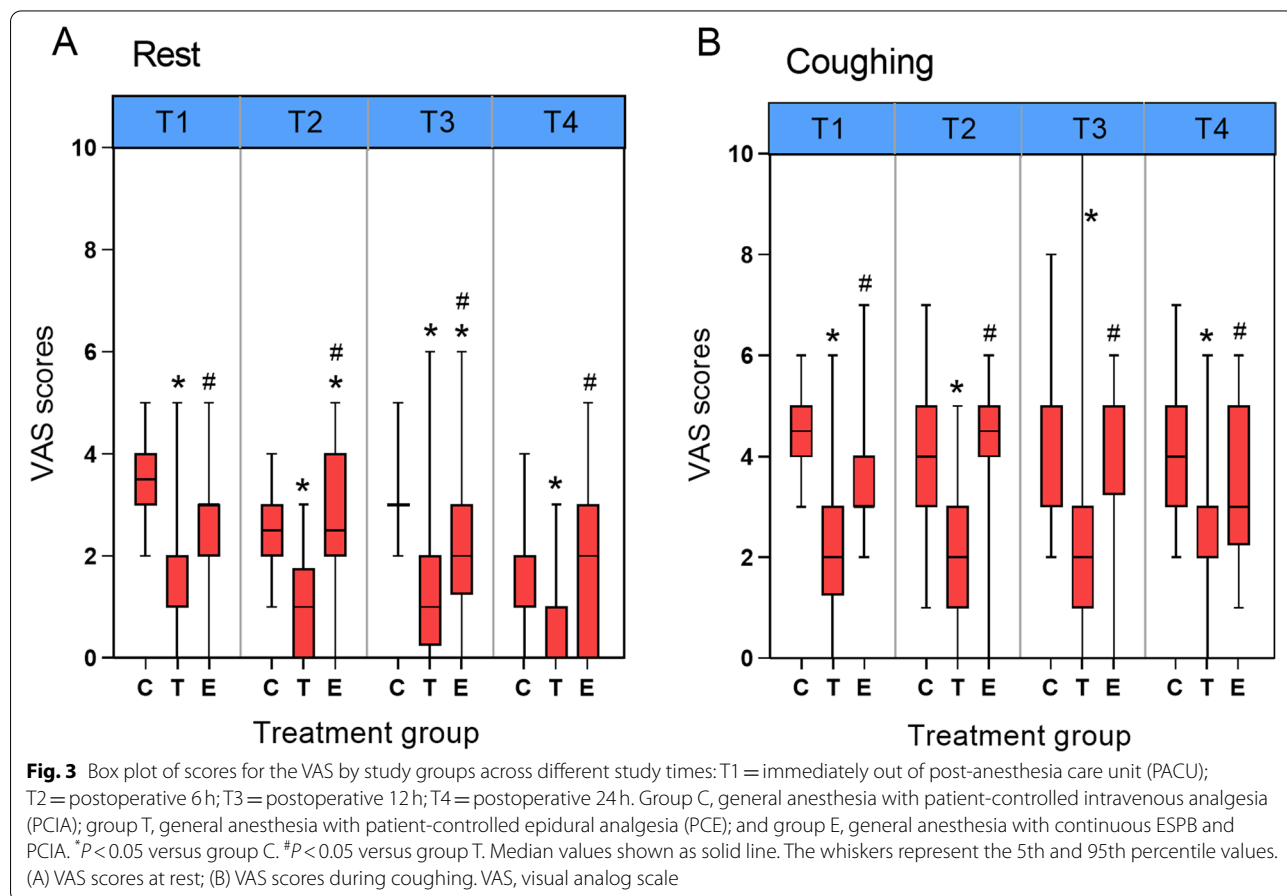 A
Rest
T1 T2 T3 T4
10
8
6
4
2
0
VAS scores
* # * # * * # * * #
C T E C T E C T E C T E
Treatment group
B
Coughing
T1 T2 T3 T4
10
8
6
4
2
0
VAS scores
* # * # * # * #
C T E C T E C T E C T E
Treatment group
Fig. 3 Box plot of scores for the VAS by study groups across different study times: T1 = immediately out of post-anesthesia care unit (PACU);
T2 = postoperative 6 h; T3 = postoperative 12 h; T4 = postoperative 24 h. Group C, general anesthesia with patient-controlled intravenous analgesia
(PCIA); group T, general anesthesia with patient-controlled epidural analgesia (PCE); and group E, general anesthesia with continuous ESPB and
PCIA. *P < 0.05 versus group C. #P < 0.05 versus group T. Median values shown as solid line. The whiskers represent the 5th and 95th percentile values.
(A) VAS scores at rest; (B) VAS scores during coughing. VAS, visual analog scale